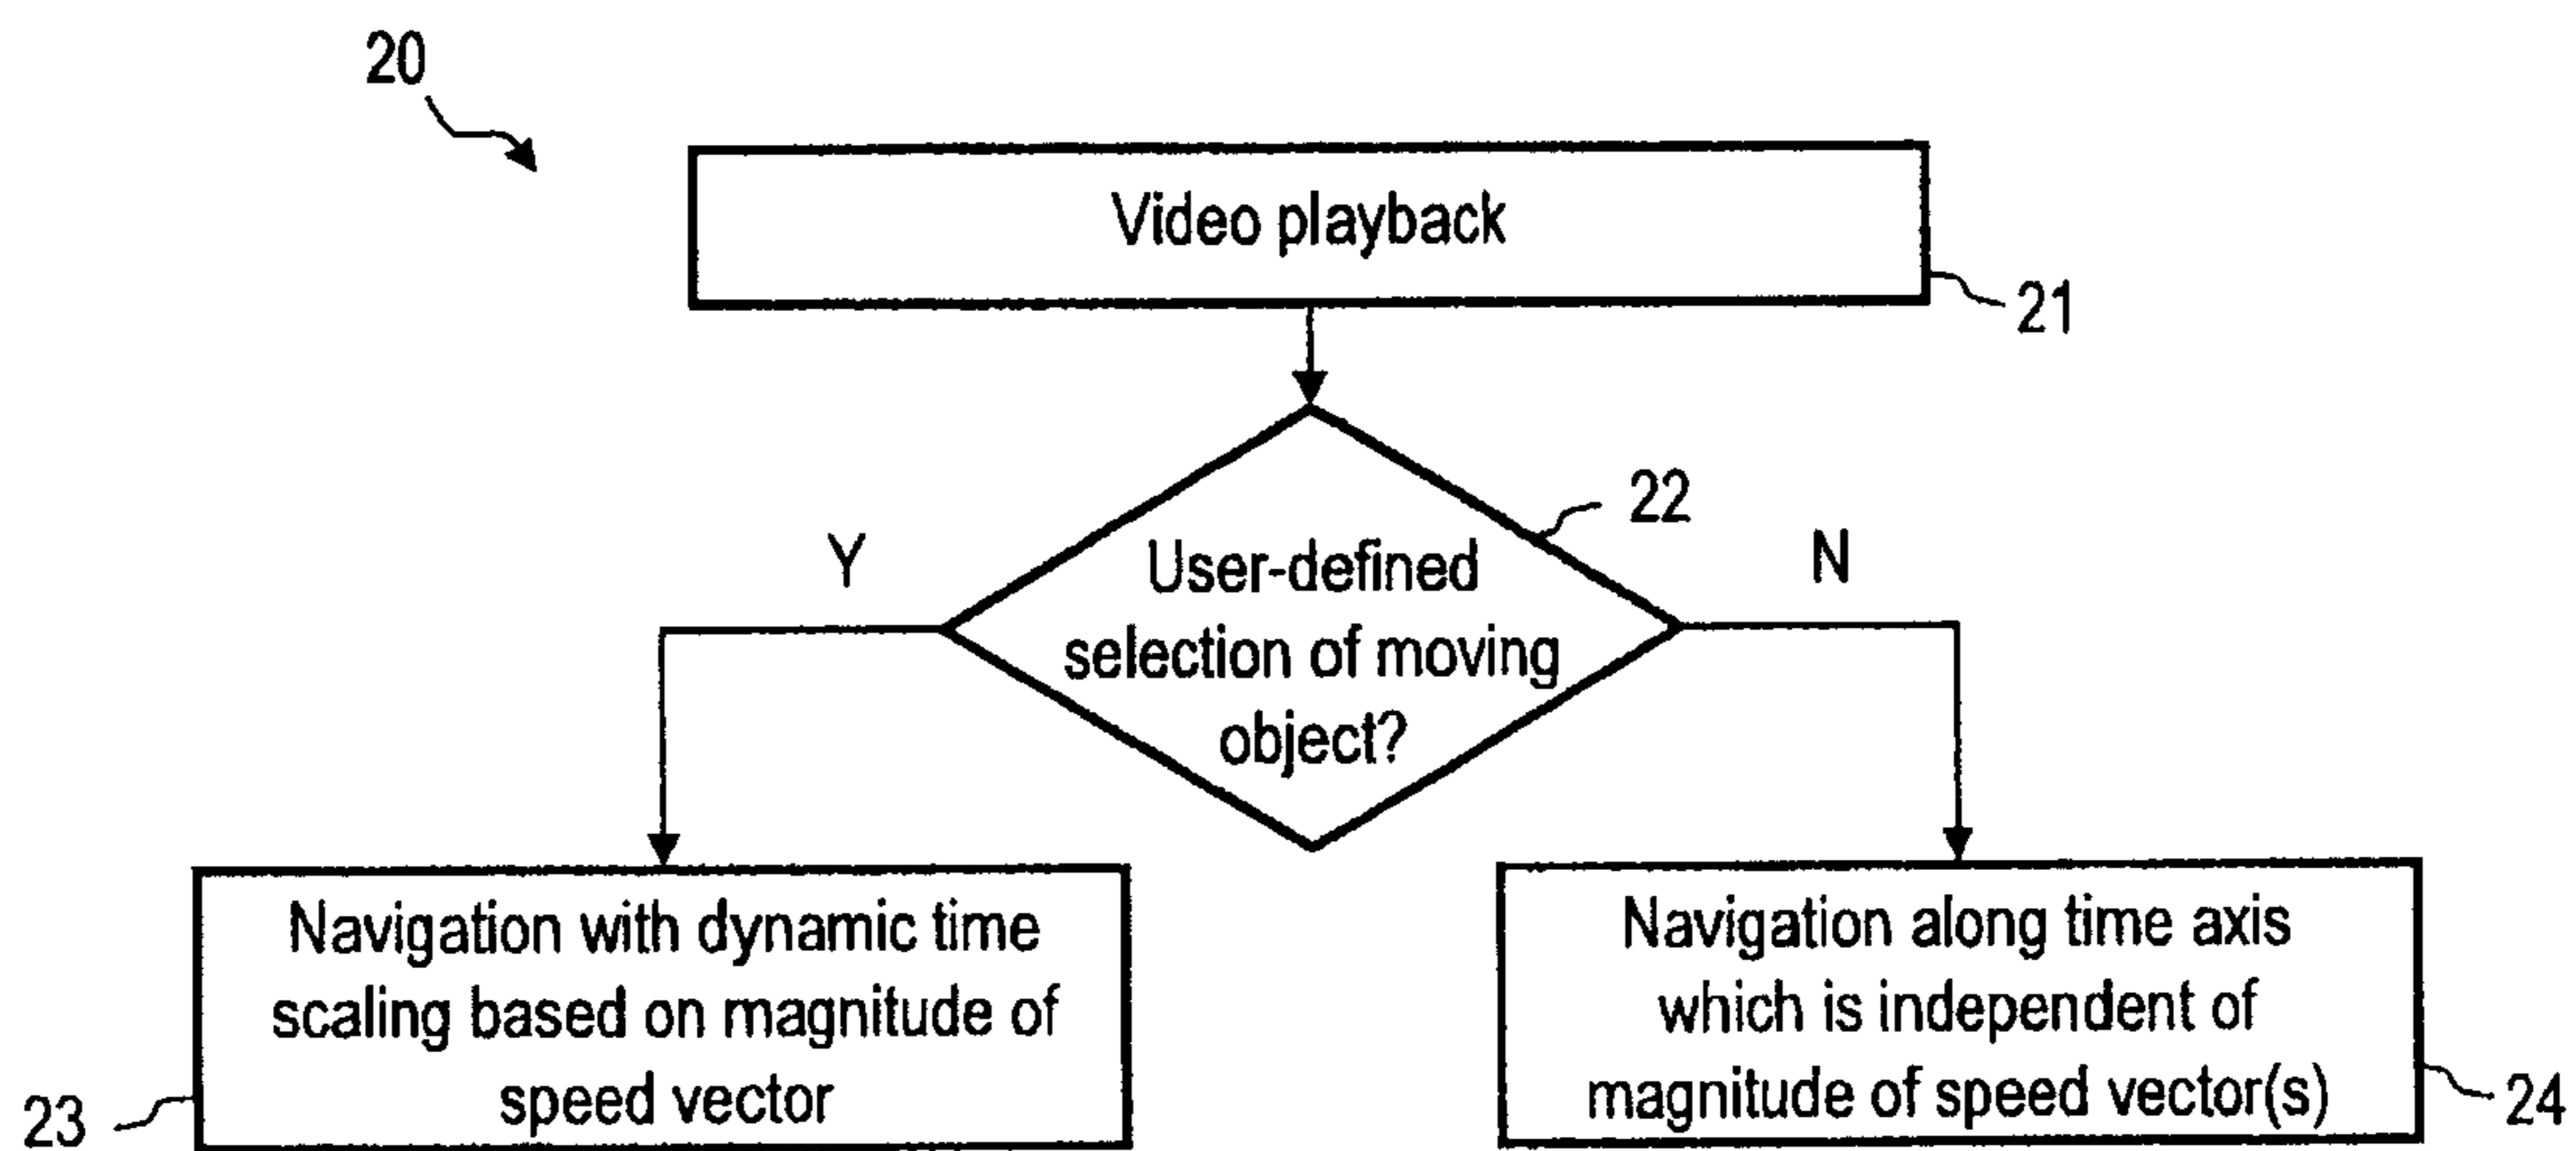 20
Video playback
21
22
Y
N
User-defined
selection of moving
object?
Navigation with dynamic time
scaling based on magnitude of
speed vector
23
Navigation along time axis
which is independent of
magnitude of speed vector(s)
24